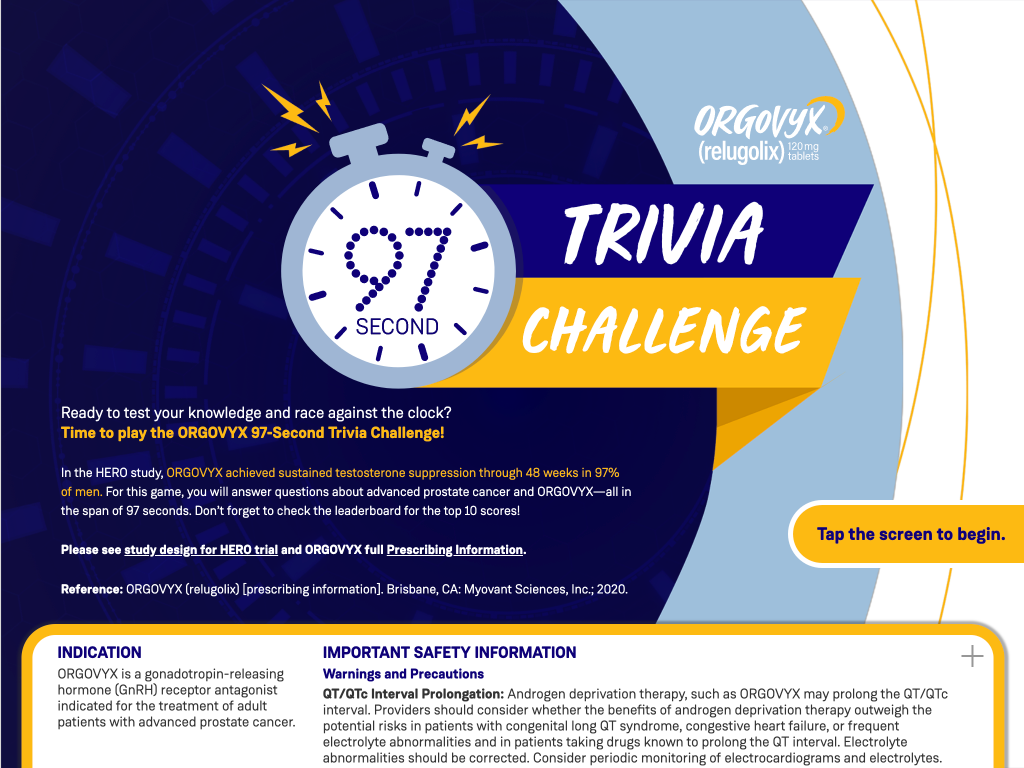 ORGOVYX®
(relugolix) 120 mg tablets
TRIVIA
97
SECOND
CHALLENGE
Ready to test your knowledge and race against the clock?
Time to play the ORGOVYX 97-Second Trivia Challenge!
In the HERO study, ORGOVYX achieved sustained testosterone suppression through 48 weeks in 97%
of men. For this game, you will answer questions about advanced prostate cancer and ORGOVYX—all in
the span of 97 seconds. Don't forget to check the leaderboard for the top 10 scores!
Tap the screen to begin.
Please see study design for HERO trial and ORGOVYX full Prescribing Information.
Reference: ORGOVYX (relugolix) [prescribing information]. Brisbane, CA: Myovant Sciences, Inc.; 2020.
INDICATION
ORGOVYX is a gonadotropin-releasing
hormone (GnRH) receptor antagonist
indicated for the treatment of adult
patients with advanced prostate cancer.
IMPORTANT SAFETY INFORMATION
Warnings and Precautions
QT/QTc Interval Prolongation: Androgen deprivation therapy, such as ORGOVYX may prolong the QT/QTc
interval. Providers should consider whether the benefits of androgen deprivation therapy outweigh the
potential risks in patients with congenital long QT syndrome, congestive heart failure, or frequent
electrolyte abnormalities and in patients taking drugs known to prolong the QT interval. Electrolyte
abnormalities should be corrected. Consider periodic monitoring of electrocardiograms and electrolytes.